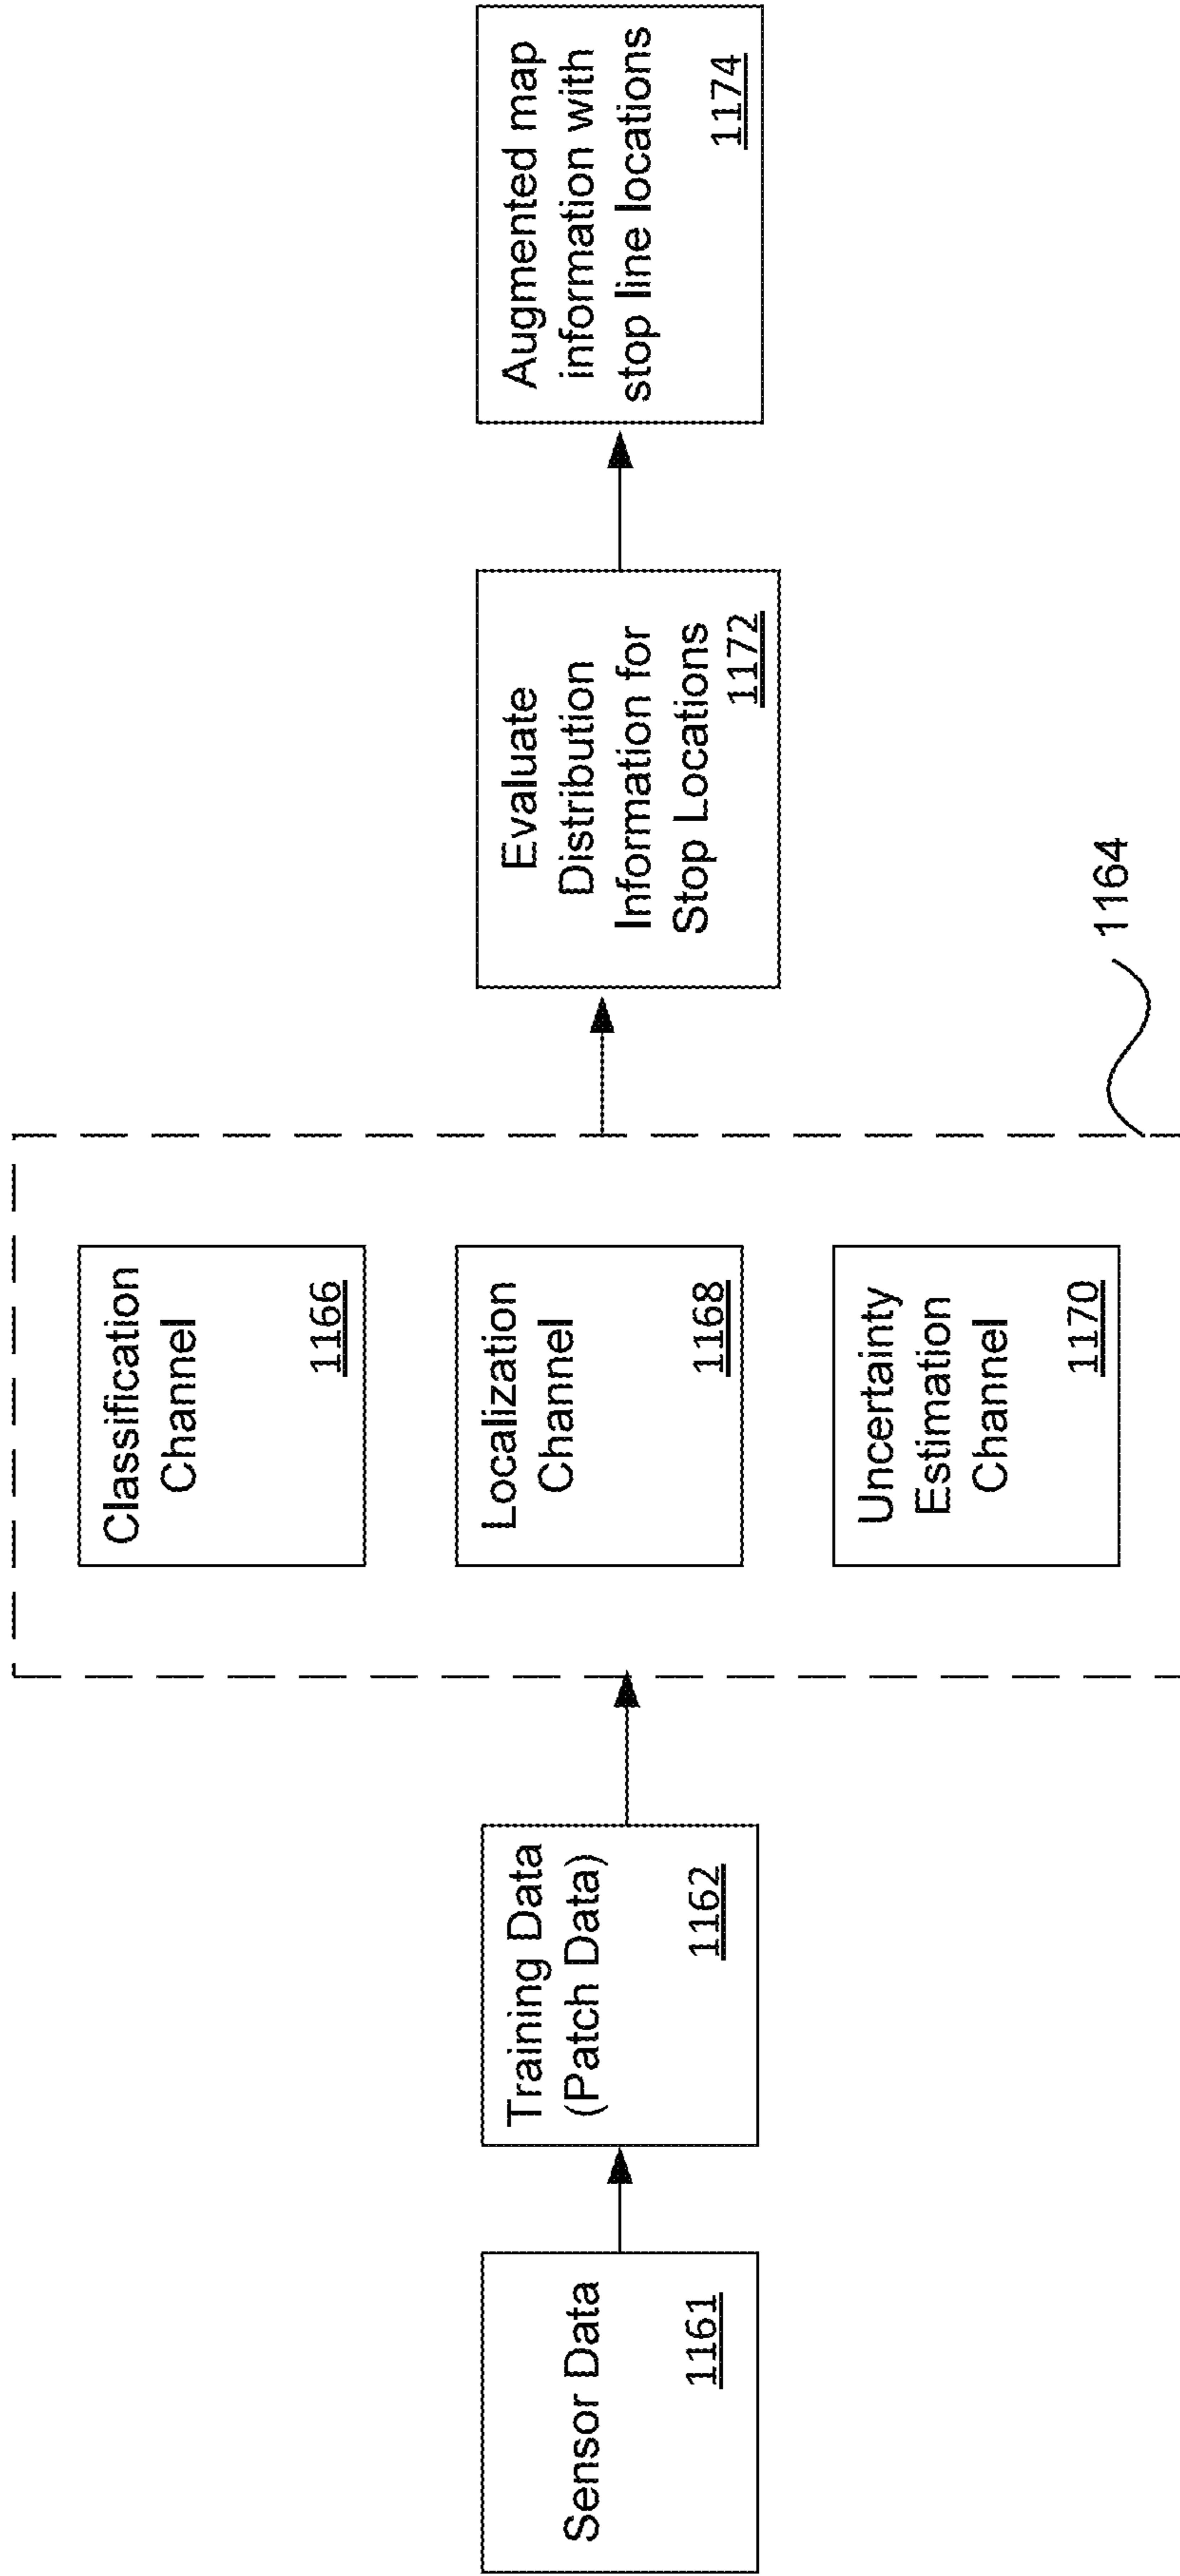 Sensor Data
1161
Training Data
(Patch Data)
1162
Classification
Channel
1166
Localization
Channel
1168
Uncertainty
Estimation
Channel
1170
1164
Evaluate
Distribution
Information for
Stop Locations
1172
Augmented map
information with
stop line locations
1174